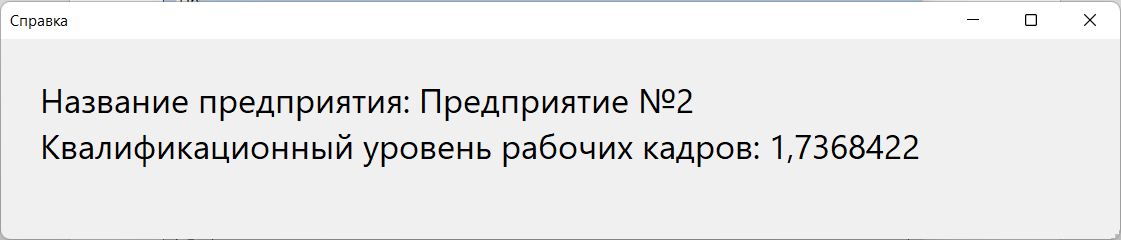 Справка
Название предприятия: Предприятие №2
Квалификационный уровень рабочих кадров: 1,7368422